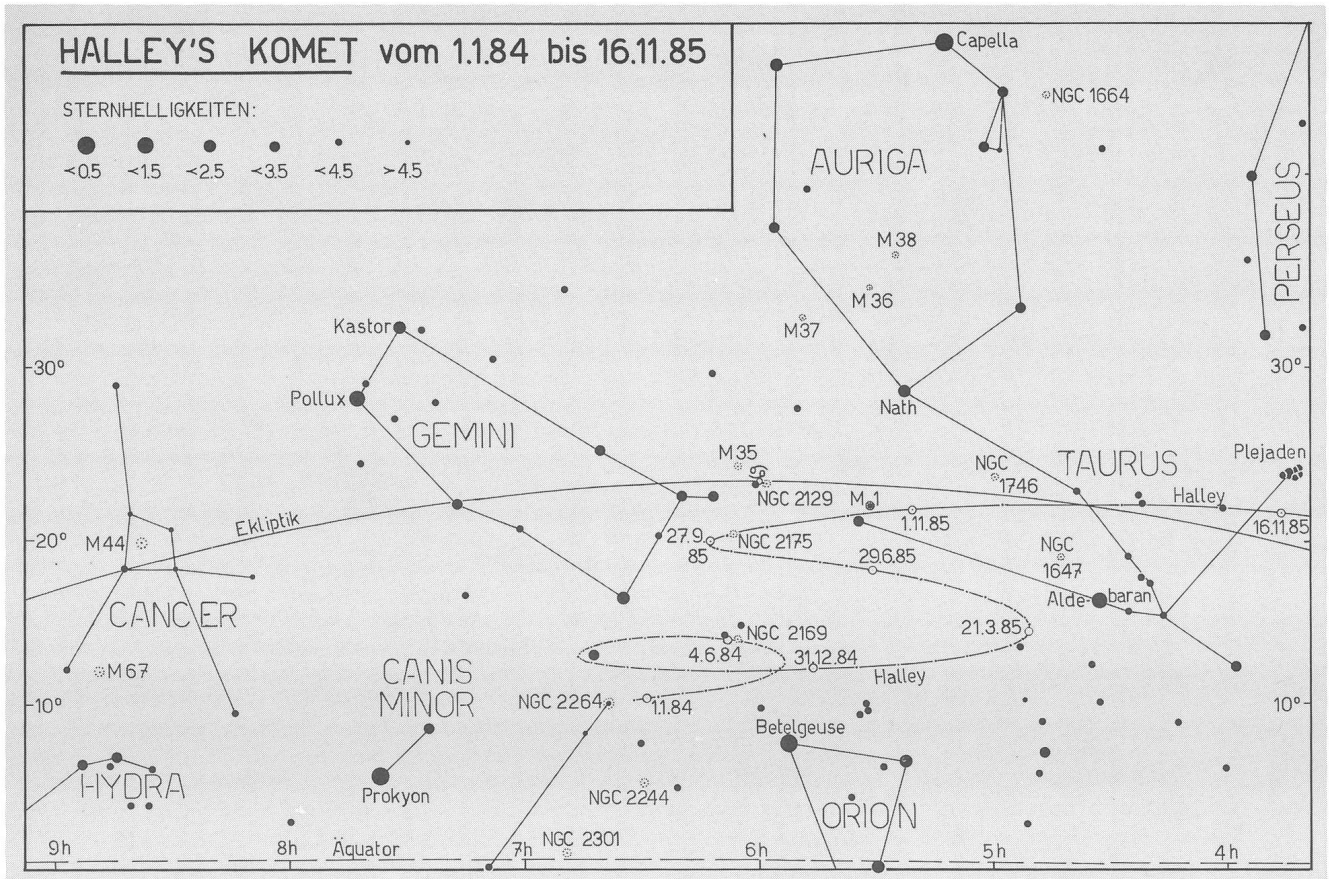 HALLEY'S KOMET vom 1.1.84 bis 16.11.85
STERNHELLIGKEITEN:
<0.5 <1.5 <2.5 <3.5 <4.5 >4.5
Capella
NGC 1664
AURIGA
PERSEUS
M 38
M 36
M 37
Kastor
30° 30°
Pollux
Nath
GEMINI
M 35
♋
NGC 2129
NGC
1746
TAURUS
Plejaden
Halley
M 1
1.11.85
16.11.85
Ekliptik
27.9.
85
NGC 2175
20° 20°
M 44
29.6.85
NGC
1647
Aldebaran
CANCER
NGC 2169
4.6.84
31.12.84
21.3.85
Halley
M 67
CANIS
MINOR
NGC 2264
1.1.84
10° 10°
Betelgeuse
HYDRA
Prokyon
NGC 2244
ORION
NGC 2301
9h 8h Äquator 7h 6h 5h 4h